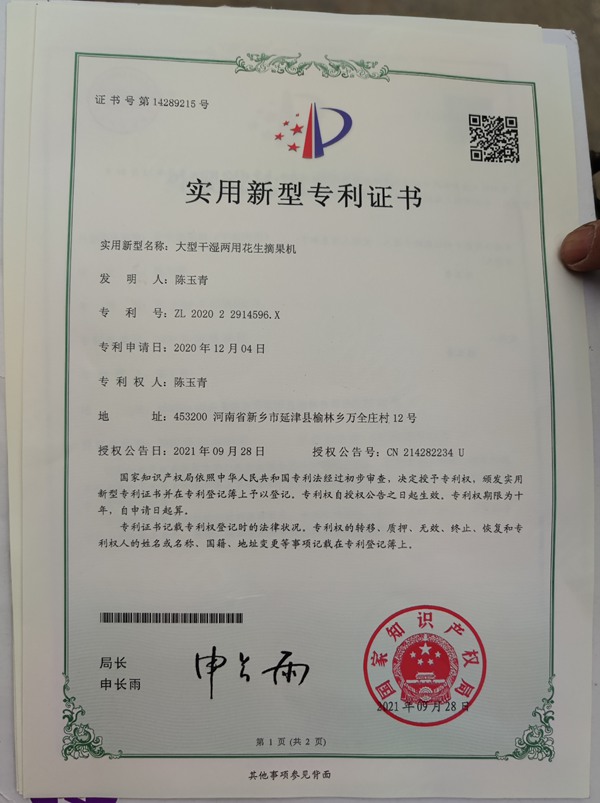 证书号第14289215号
实用新型专利证书
实用新型名称：大型干湿两用花生摘果机
发明人：陈玉青
专利号：ZL 2020 2 2914596.X
专利申请日：2020年12月04日
专利权人：陈玉青
地址：453200 河南省新乡市延津县榆林乡万全庄村12号
授权公告日：2021年09月28日 授权公告号：CN 214282234 U
国家知识产权局依照中华人民共和国专利法经过初步审查，决定授予专利权，颁发实用
新型专利证书并在专利登记簿上予以登记。专利权自授权公告之日起生效。专利权期限为十
年，自申请日起算。
专利证书记载专利权登记时的法律状况。专利权的转移、质押、无效、终止、恢复和专
利权人的姓名或名称、国籍、地址变更等事项记载在专利登记簿上。
局长
申长雨
申长雨
国家知识产权局
2021年09月28日
第1页(共2页)
其他事项参见背面